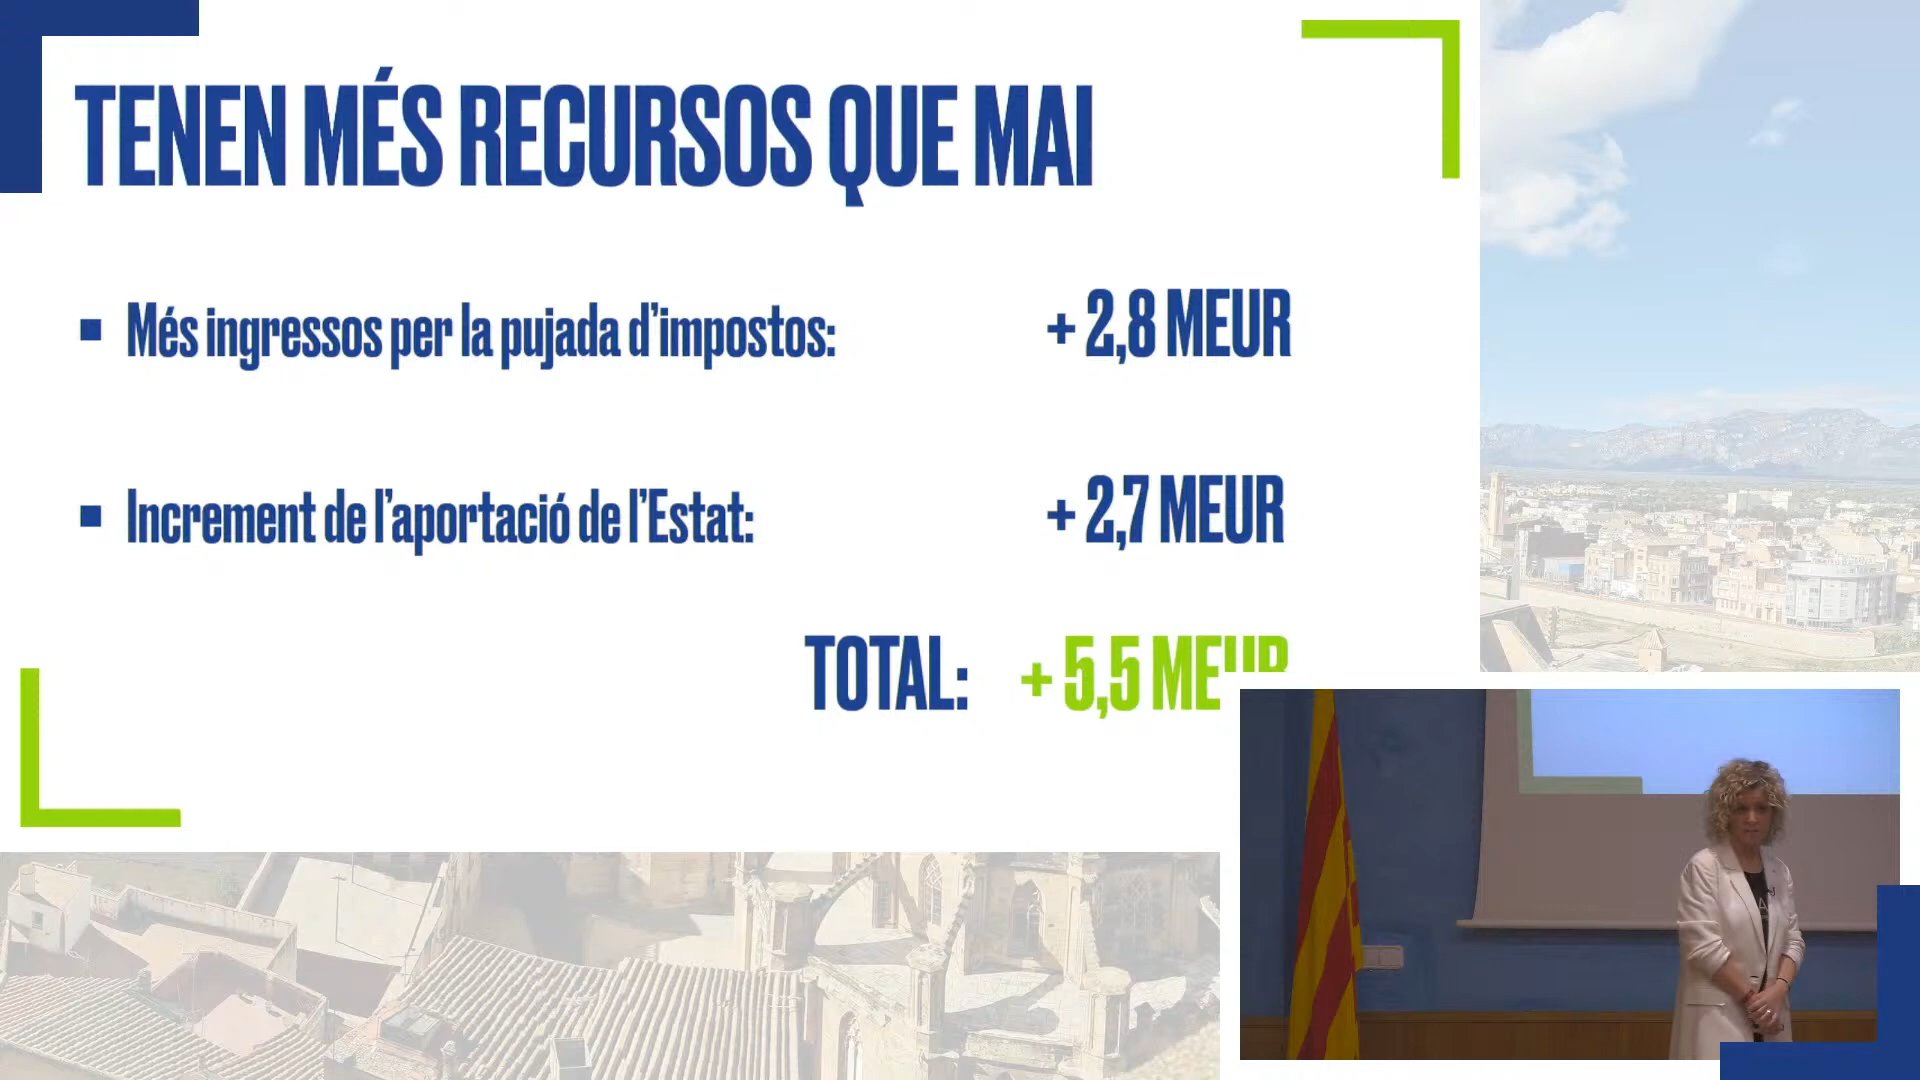 TENEN MÉS RECURSOS QUE MAI
▪ Més ingressos per la pujada d'impostos: + 2,8 MEUR
▪ Increment de l'aportació de l'Estat: + 2,7 MEUR
TOTAL: + 5,5 MEUR